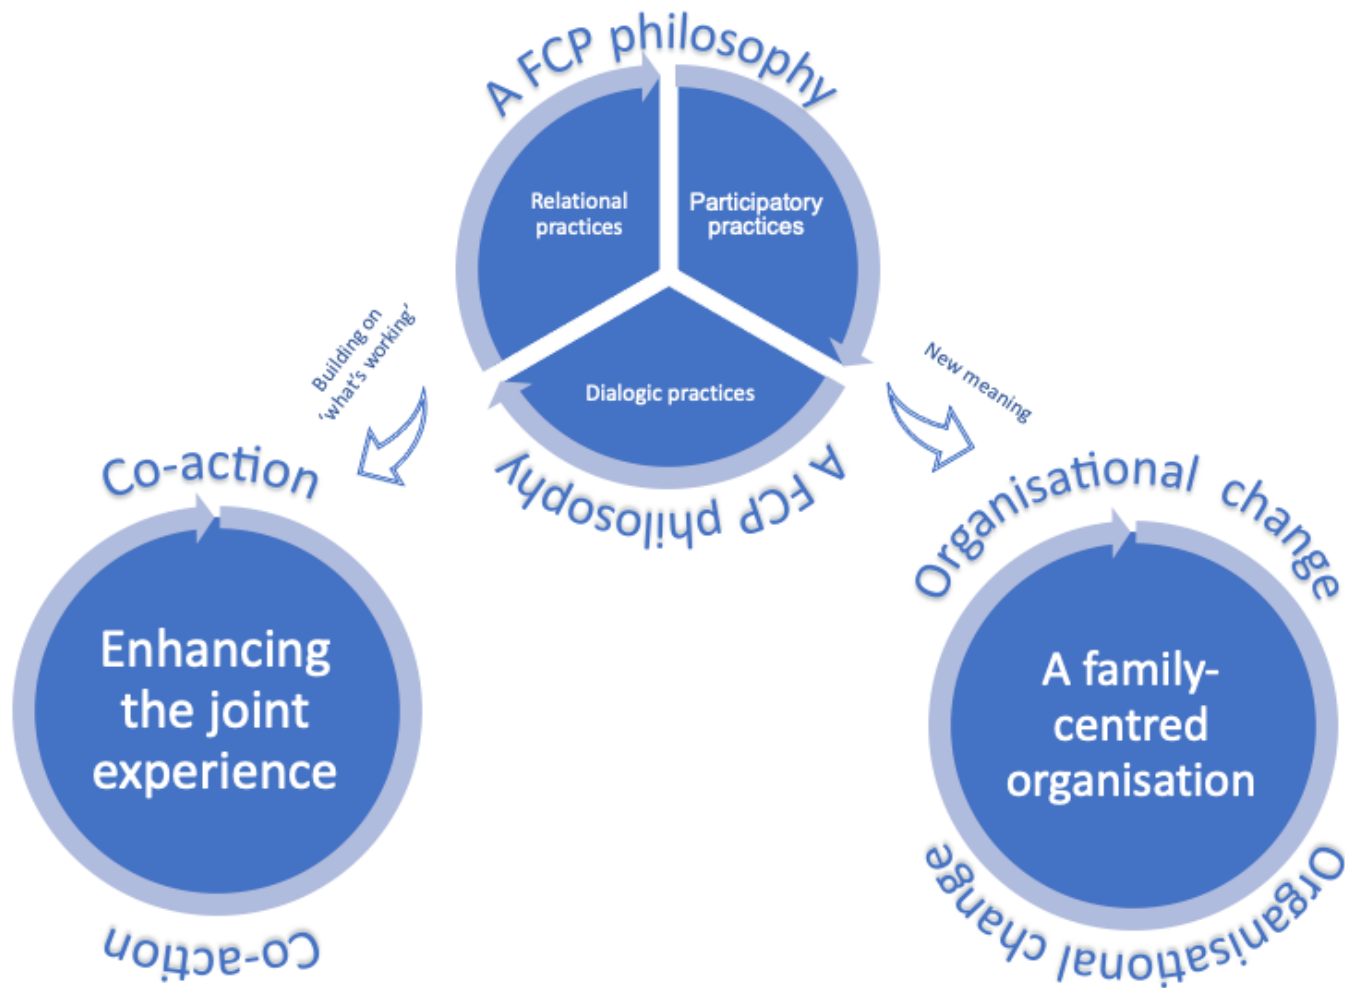 A FCP philosophy
Relational
practices
Participatory
practices
Dialogic practices
A FCP philosophy
Building on
'what's working'
New meaning
Co-action
Enhancing
the joint
experience
Co-action
Organisational change
A family-
centred
organisation
Organisational change